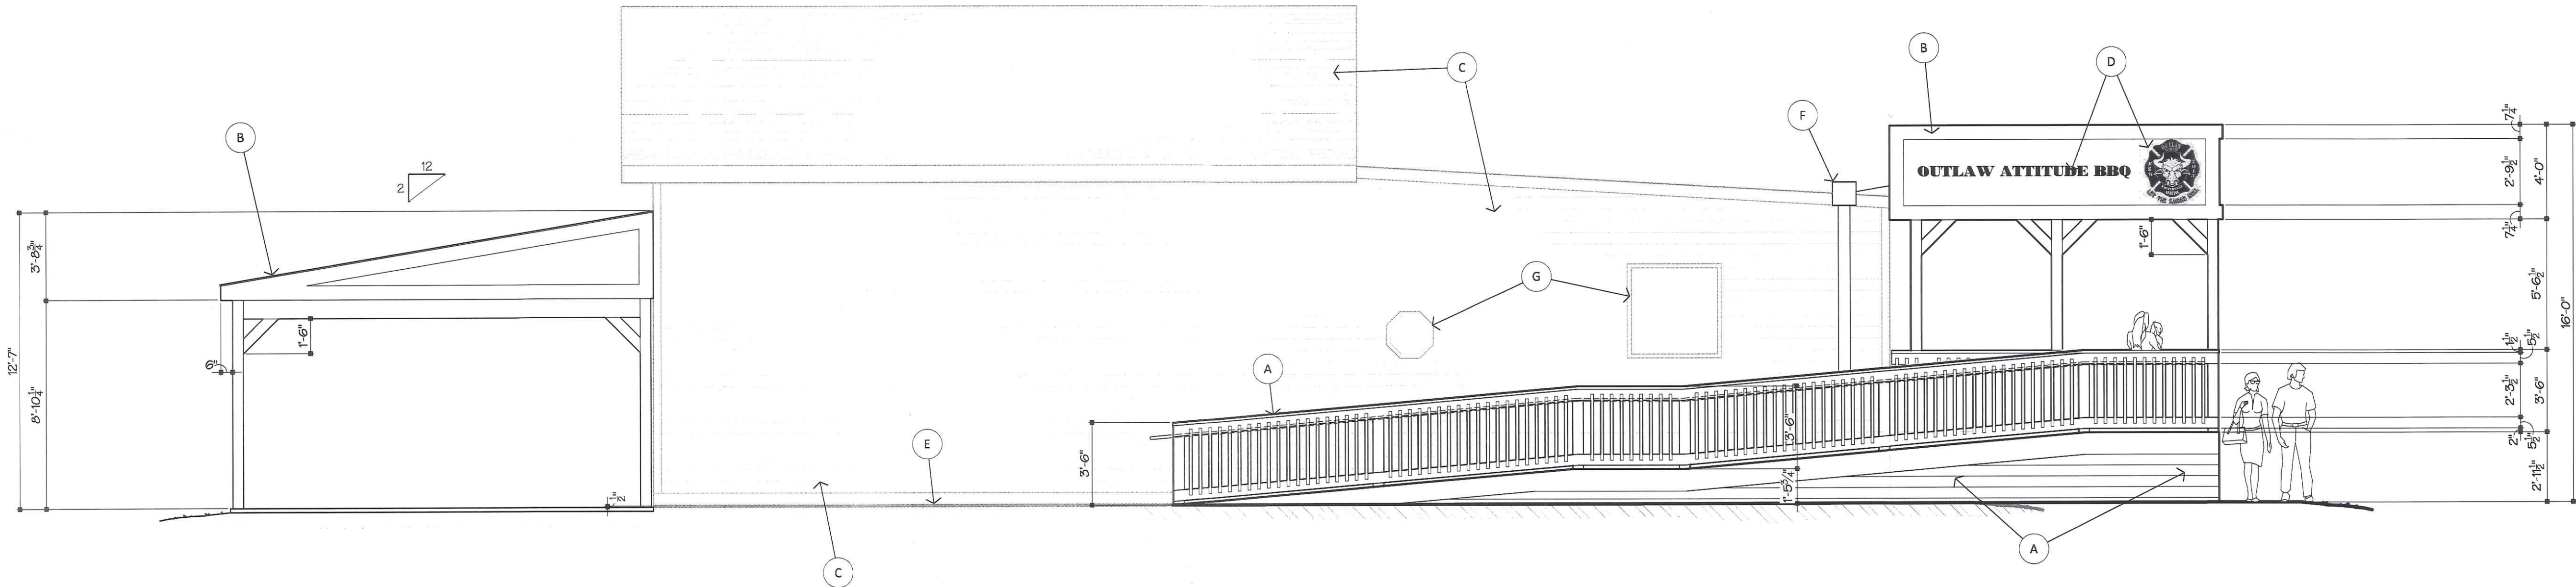 B
12
2
12'-7"
3'-8¾"
8'-10¼"
6"
1'-6"
½"
C
E
C
A
3'-6"
G
F
B
D
OUTLAW ATTITUDE BBQ
OUTLAW
1'-6"
3'-6"
1'-5¾"
A
7¼"
2'-9½"
7¼"
4'-0"
5'-6½"
16'-0"
1½"
5½"
2'-3½"
3'-6"
2"
5½"
2'-11½"